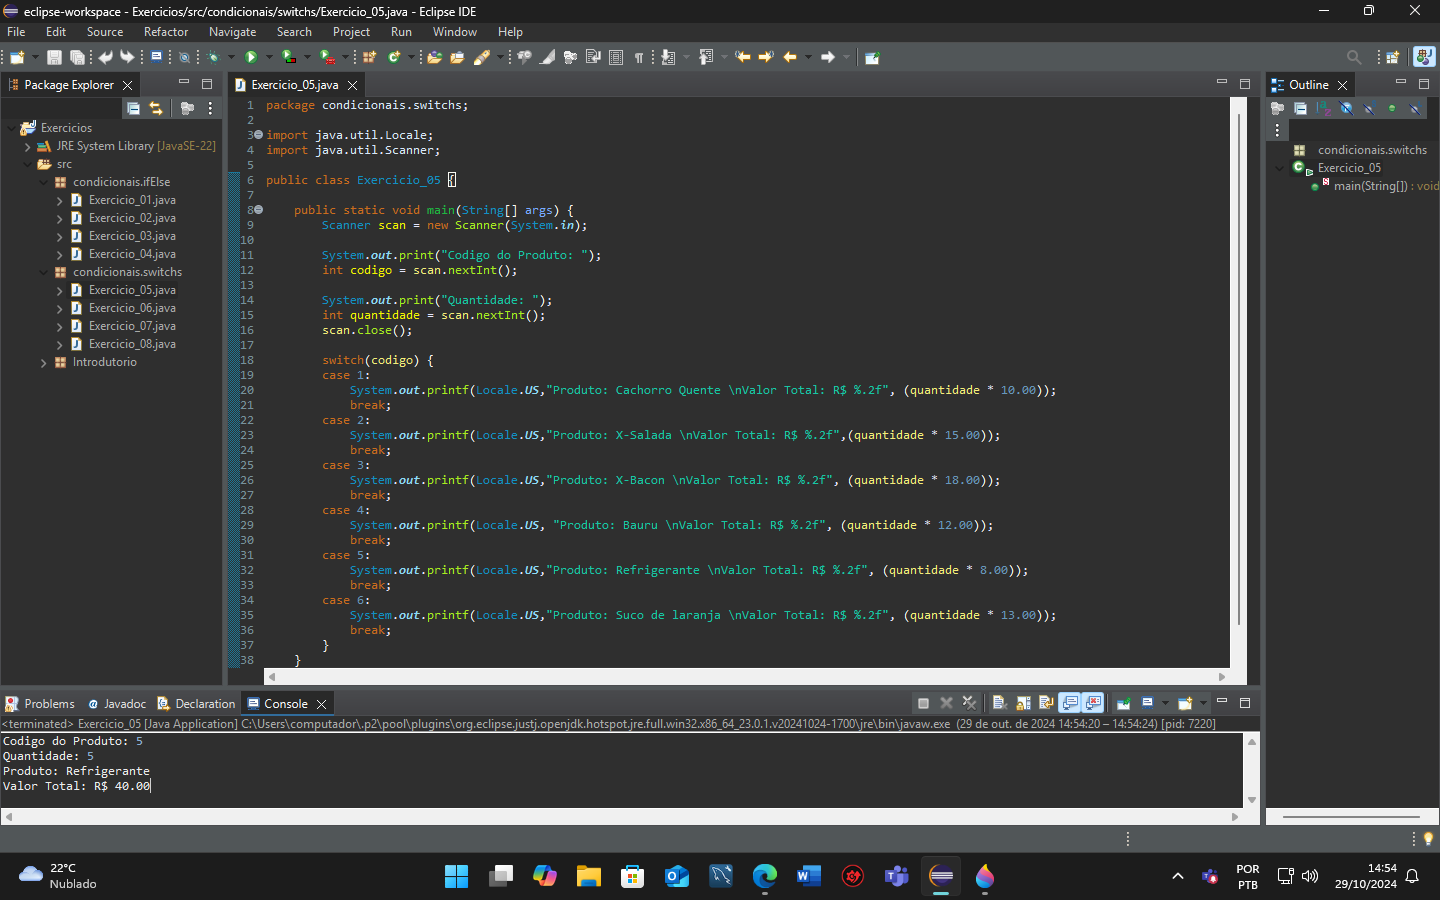 eclipse-workspace - Exercicios/src/condicionais/switchs/Exercicio_05.java - Eclipse IDE
File Edit Source Refactor Navigate Search Project Run Window Help
Package Explorer
Exercicios
JRE System Library [JavaSE-22]
src
condicionais.ifElse
Exercicio_01.java
Exercicio_02.java
Exercicio_03.java
Exercicio_04.java
condicionais.switchs
Exercicio_05.java
Exercicio_06.java
Exercicio_07.java
Exercicio_08.java
Introdutorio
Exercicio_05.java
1 package condicionais.switchs;
2
3 import java.util.Locale;
4 import java.util.Scanner;
5
6 public class Exercicio_05 {
7
8 public static void main(String[] args) {
9 Scanner scan = new Scanner(System.in);
10
11 System.out.print("Codigo do Produto: ");
12 int codigo = scan.nextInt();
13
14 System.out.print("Quantidade: ");
15 int quantidade = scan.nextInt();
16 scan.close();
17
18 switch(codigo) {
19 case 1:
20 System.out.printf(Locale.US,"Produto: Cachorro Quente \nValor Total: R$ %.2f", (quantidade * 10.00));
21 break;
22 case 2:
23 System.out.printf(Locale.US,"Produto: X-Salada \nValor Total: R$ %.2f",(quantidade * 15.00));
24 break;
25 case 3:
26 System.out.printf(Locale.US,"Produto: X-Bacon \nValor Total: R$ %.2f", (quantidade * 18.00));
27 break;
28 case 4:
29 System.out.printf(Locale.US, "Produto: Bauru \nValor Total: R$ %.2f", (quantidade * 12.00));
30 break;
31 case 5:
32 System.out.printf(Locale.US,"Produto: Refrigerante \nValor Total: R$ %.2f", (quantidade * 8.00));
33 break;
34 case 6:
35 System.out.printf(Locale.US,"Produto: Suco de laranja \nValor Total: R$ %.2f", (quantidade * 13.00));
36 break;
37 }
38 }
Outline
condicionais.switchs
Exercicio_05
main(String[]) : void
Problems Javadoc Declaration Console
<terminated> Exercicio_05 [Java Application] C:\Users\computador\.p2\pool\plugins\org.eclipse.justj.openjdk.hotspot.jre.full.win32.x86_64_23.0.1.v20241024-1700\jre\bin\javaw.exe (29 de out. de 2024 14:54:20 – 14:54:24) [pid: 7220]
Codigo do Produto: 5
Quantidade: 5
Produto: Refrigerante
Valor Total: R$ 40.00
22°C
Nublado
POR
PTB
14:54
29/10/2024